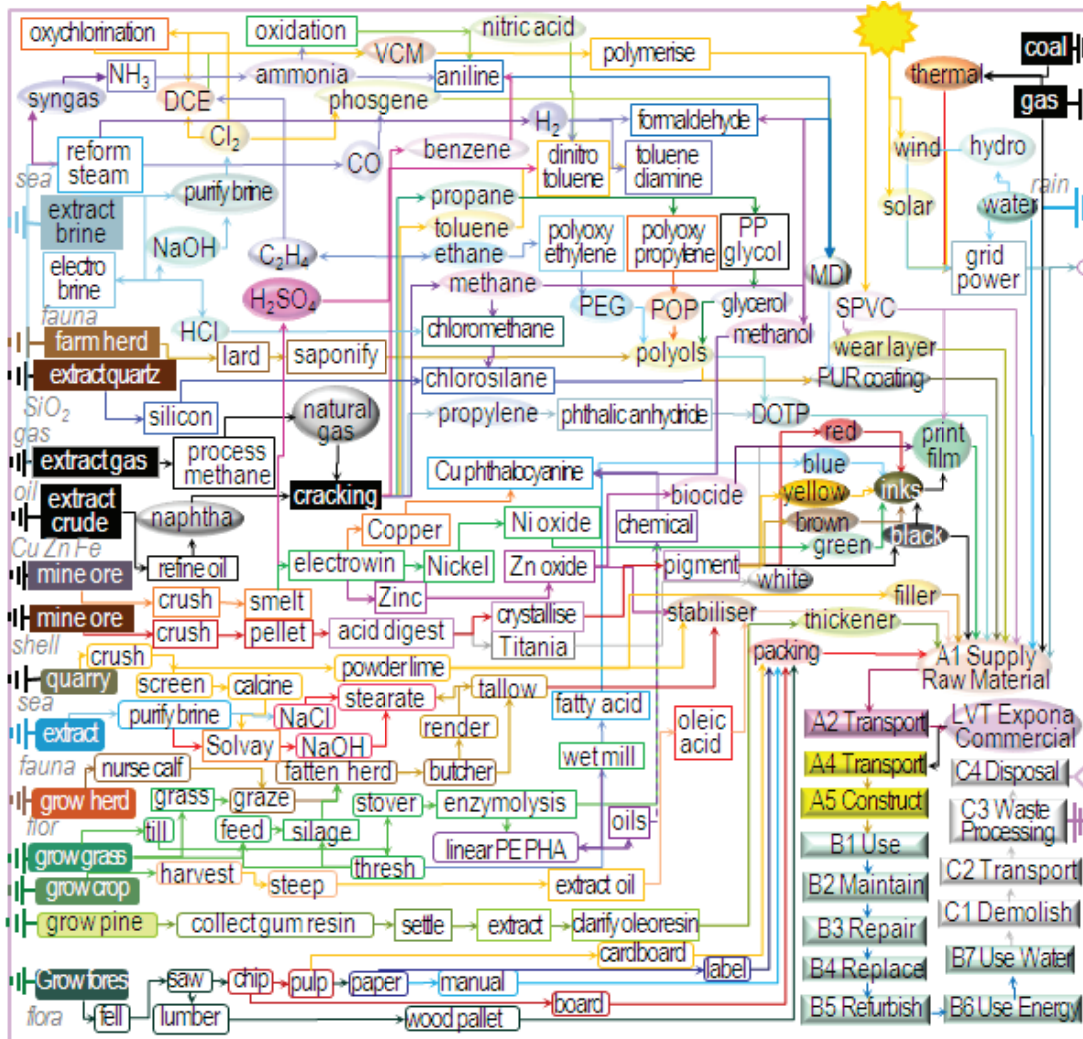 oxychlorination
oxidation
nitric acid
VCM
polymerise
coal
NH₃
ammonia
aniline
thermal
syngas
DCE
phosgene
gas
Cl₂
H₂
formaldehyde
wind
hydro
reform
steam
CO
benzene
dinitro
toluene
toluene
diamine
sea
purify brine
rain
propane
solar
water
extract
brine
toluene
polyoxy
ethylene
polyoxy
propylene
PP
glycol
NaOH
C₂H₄
ethane
grid
power
electro
brine
methane
MDI
H₂SO₄
PEG
POP
glycerol
SPVC
fauna
HCl
chloromethane
methanol
farm herd
lard
saponify
polyols
wear layer
extract quartz
chlorosilane
PUR coating
SiO₂
silicon
natural
gas
propylene
phthalic anhydride
DOTP
gas
red
print
film
extract gas
process
methane
Cu phthalocyanine
blue
oil
extract
crude
cracking
biocide
yellow
inks
naphtha
Copper
Ni oxide
chemical
brown
black
green
Cu Zn Fe
mine ore
refine oil
electrowin
Nickel
Zn oxide
pigment
white
crush
smelt
Zinc
filler
mine ore
crush
pellet
acid digest
crystallise
stabiliser
thickener
shell
Titania
crush
packing
quarry
powder lime
A1 Supply
Raw Material
screen
calcine
stearate
tallow
sea
purify brine
NaCl
fatty acid
oleic
acid
A2 Transport
LVT Expona
Commercial
extract
Solvay
NaOH
render
wet mill
A4 Transport
C4 Disposal
fauna
nurse calf
fatten herd
butcher
grow herd
grass
graze
stover
enzymolysis
oils
A5 Construct
C3 Waste
Processing
flor
till
feed
silage
B1 Use
grow grass
thresh
linear PE PHA
C2 Transport
grow crop
harvest
steep
extract oil
B2 Maintain
grow pine
collect gum resin
settle
extract
clarify oleoresin
B3 Repair
C1 Demolish
cardboard
B4 Replace
B7 Use Water
Grow fores
saw
chip
pulp
paper
manual
label
flora
fell
lumber
wood pallet
board
B5 Refurbish
B6 Use Energy